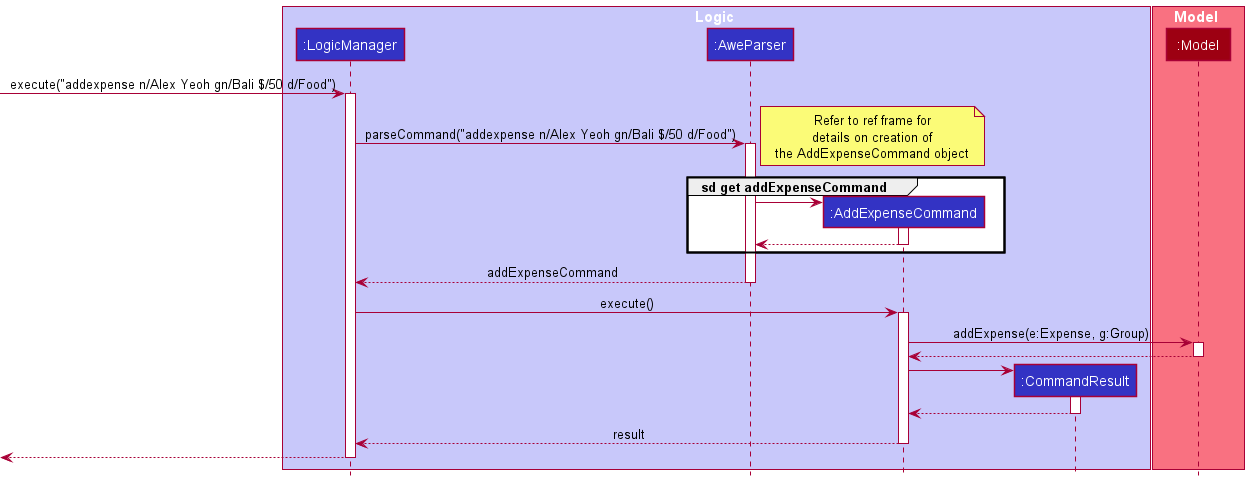 Logic
Model
:LogicManager
:AweParser
:Model
execute("addexpense n/Alex Yeoh gn/Bali $/50 d/Food")
parseCommand("addexpense n/Alex Yeoh gn/Bali $/50 d/Food")
Refer to ref frame for
details on creation of
the AddExpenseCommand object
sd get addExpenseCommand
:AddExpenseCommand
addExpenseCommand
execute()
addExpense(e:Expense, g:Group)
:CommandResult
result